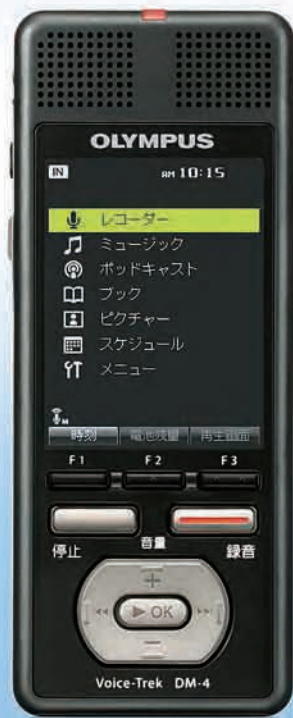 OLYMPUS
IN AM 10:15
レコーダー
ミュージック
ポッドキャスト
ブック
ピクチャー
スケジュール
メニュー
M
時刻 電池残量 再生画面
F1 F2 F3
停止 音量 録音
+
OK
−
Voice-Trek DM-4